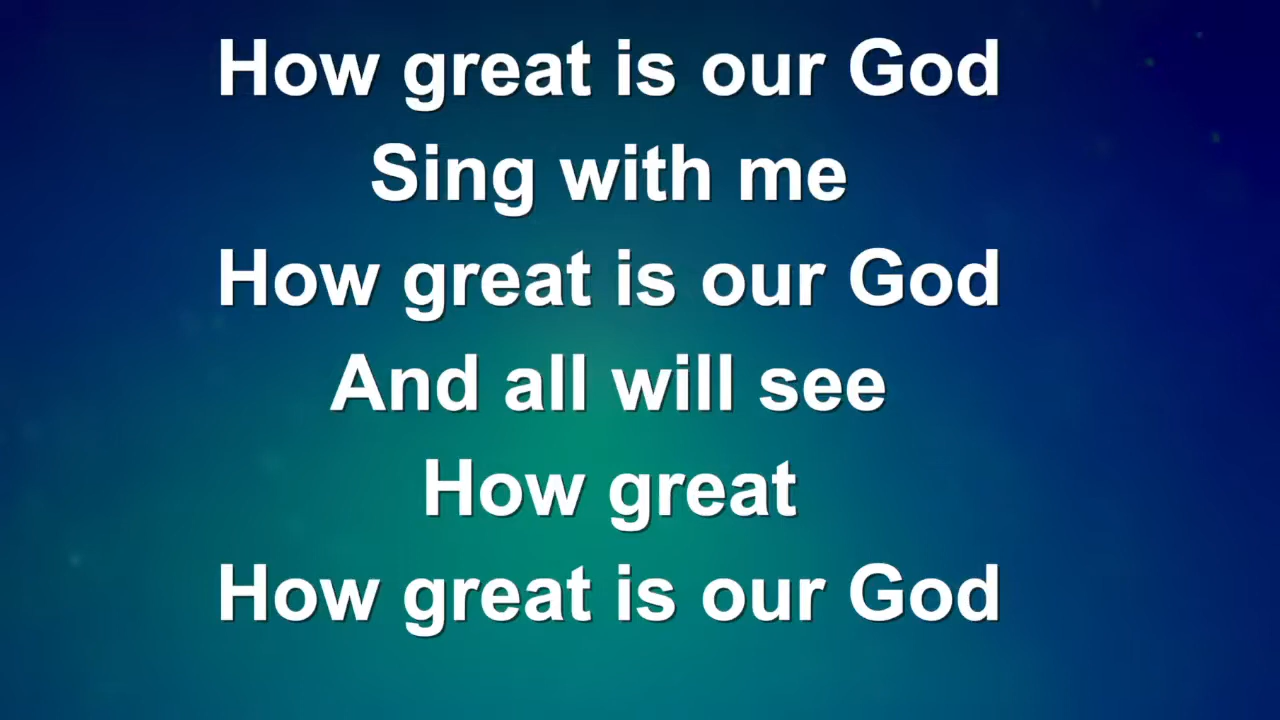 How great is our God
Sing with me
How great is our God
And all will see
How great
How great is our God